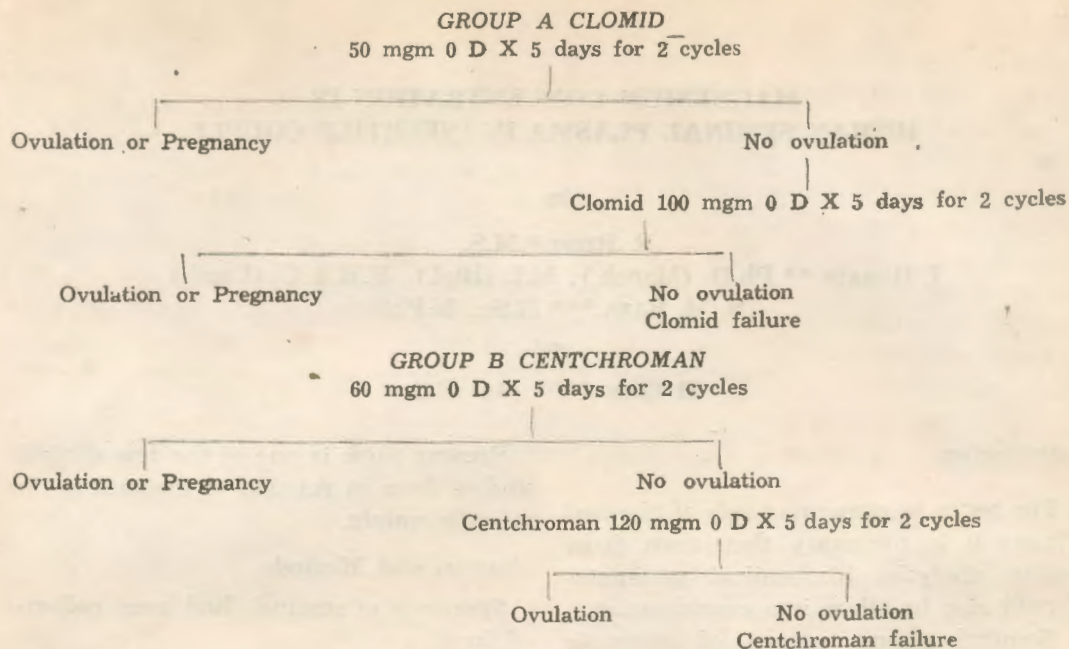 GROUP A CLOMID
50 mgm 0 D X 5 days for 2 cycles
Ovulation or Pregnancy No ovulation
Clomid 100 mgm 0 D X 5 days for 2 cycles
Ovulation or Pregnancy No ovulation
Clomid failure
GROUP B CENTCHROMAN
60 mgm 0 D X 5 days for 2 cycles
Ovulation or Pregnancy No ovulation
Centchroman 120 mgm 0 D X 5 days for 2 cycles
Ovulation No ovulation
Centchroman failure